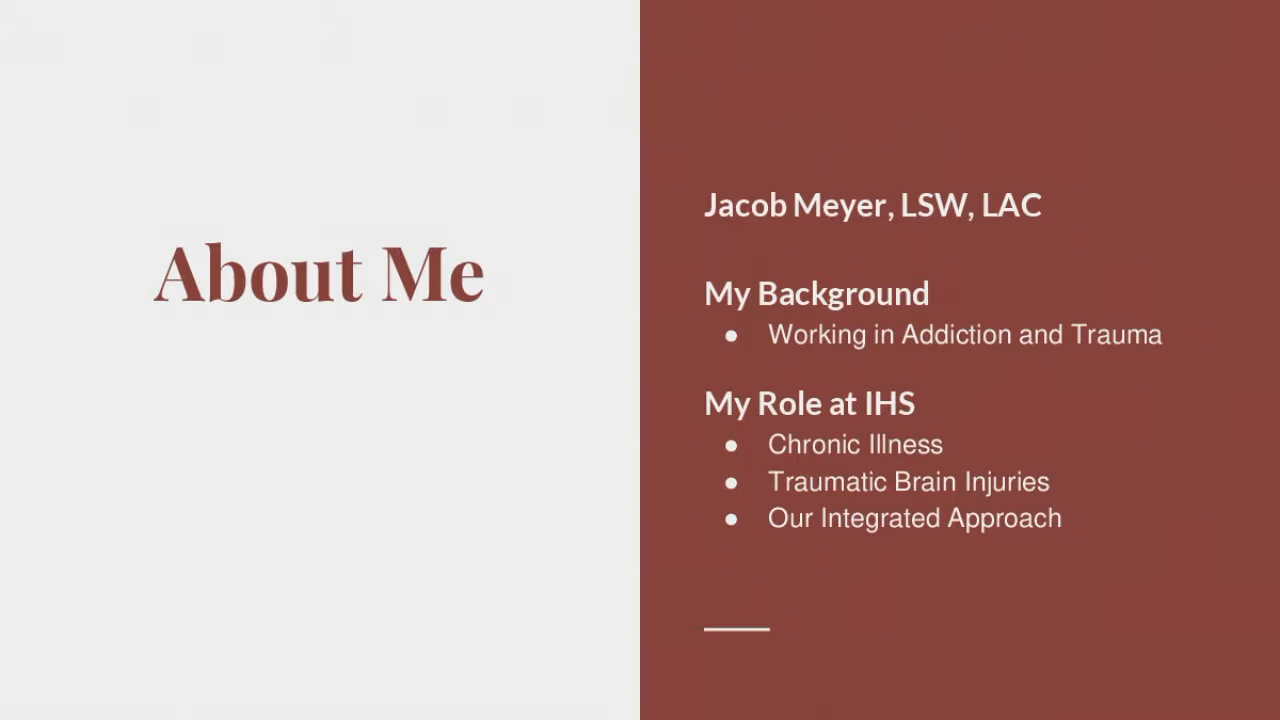 About Me
Jacob Meyer, LSW, LAC
My Background
● Working in Addiction and Trauma
My Role at IHS
● Chronic Illness
● Traumatic Brain Injuries
● Our Integrated Approach